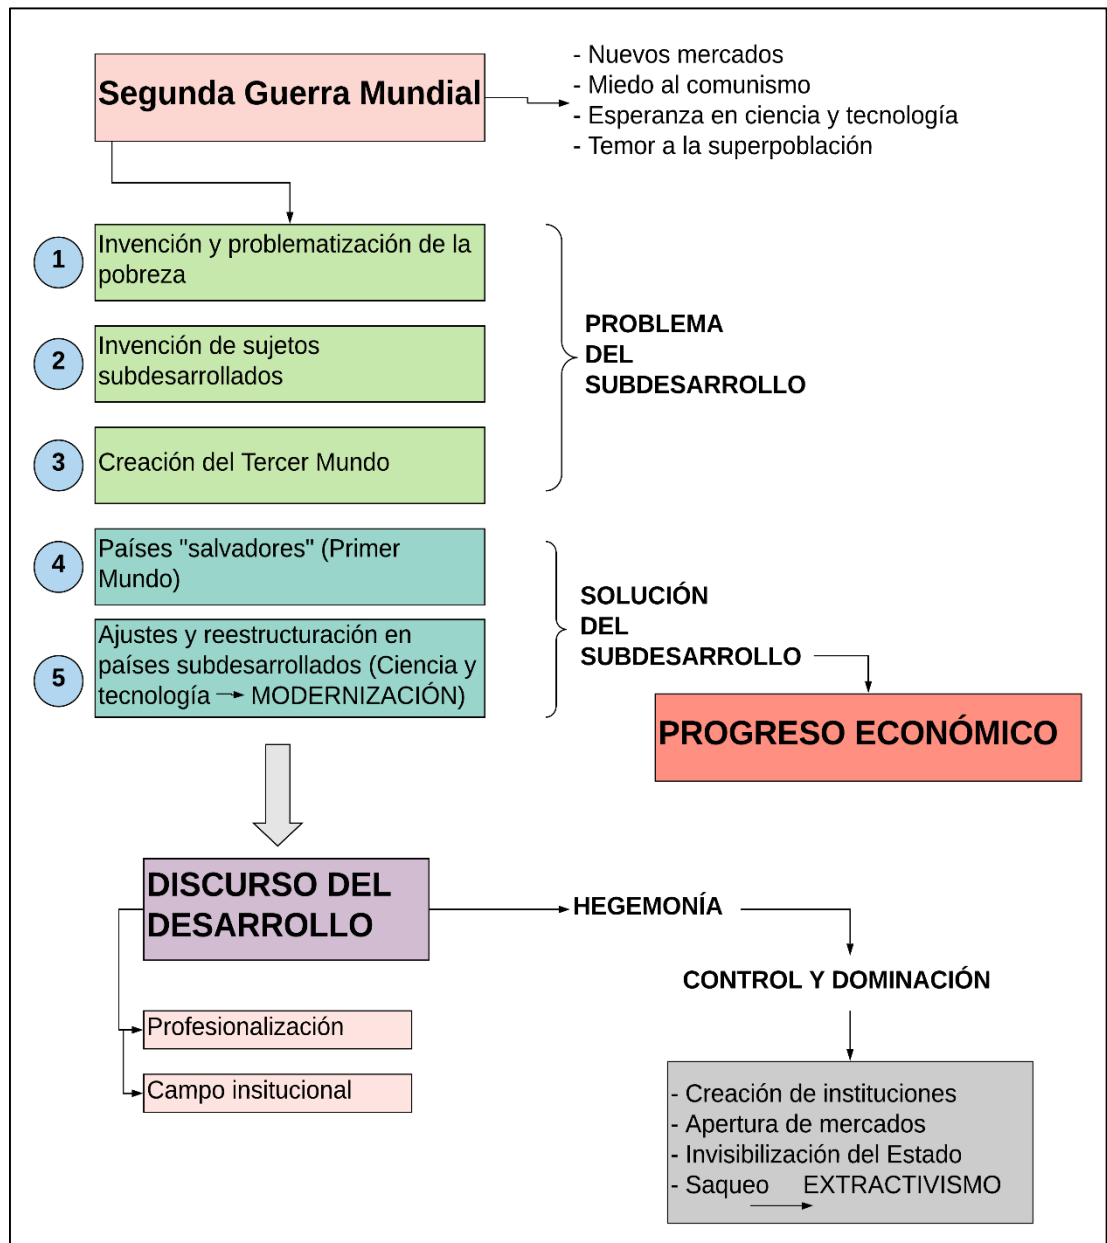 Segunda Guerra Mundial
- Nuevos mercados
- Miedo al comunismo
- Esperanza en ciencia y tecnología
- Temor a la superpoblación
1
Invención y problematización de la
pobreza
2
Invención de sujetos
subdesarrollados
3
Creación del Tercer Mundo
PROBLEMA
DEL
SUBDESARROLLO
4
Países "salvadores" (Primer
Mundo)
5
Ajustes y reestructuración en
países subdesarrollados (Ciencia y
tecnología → MODERNIZACIÓN)
SOLUCIÓN
DEL
SUBDESARROLLO
PROGRESO ECONÓMICO
DISCURSO DEL
DESARROLLO
HEGEMONÍA
CONTROL Y DOMINACIÓN
Profesionalización
Campo insitucional
- Creación de instituciones
- Apertura de mercados
- Invisibilización del Estado
- Saqueo → EXTRACTIVISMO